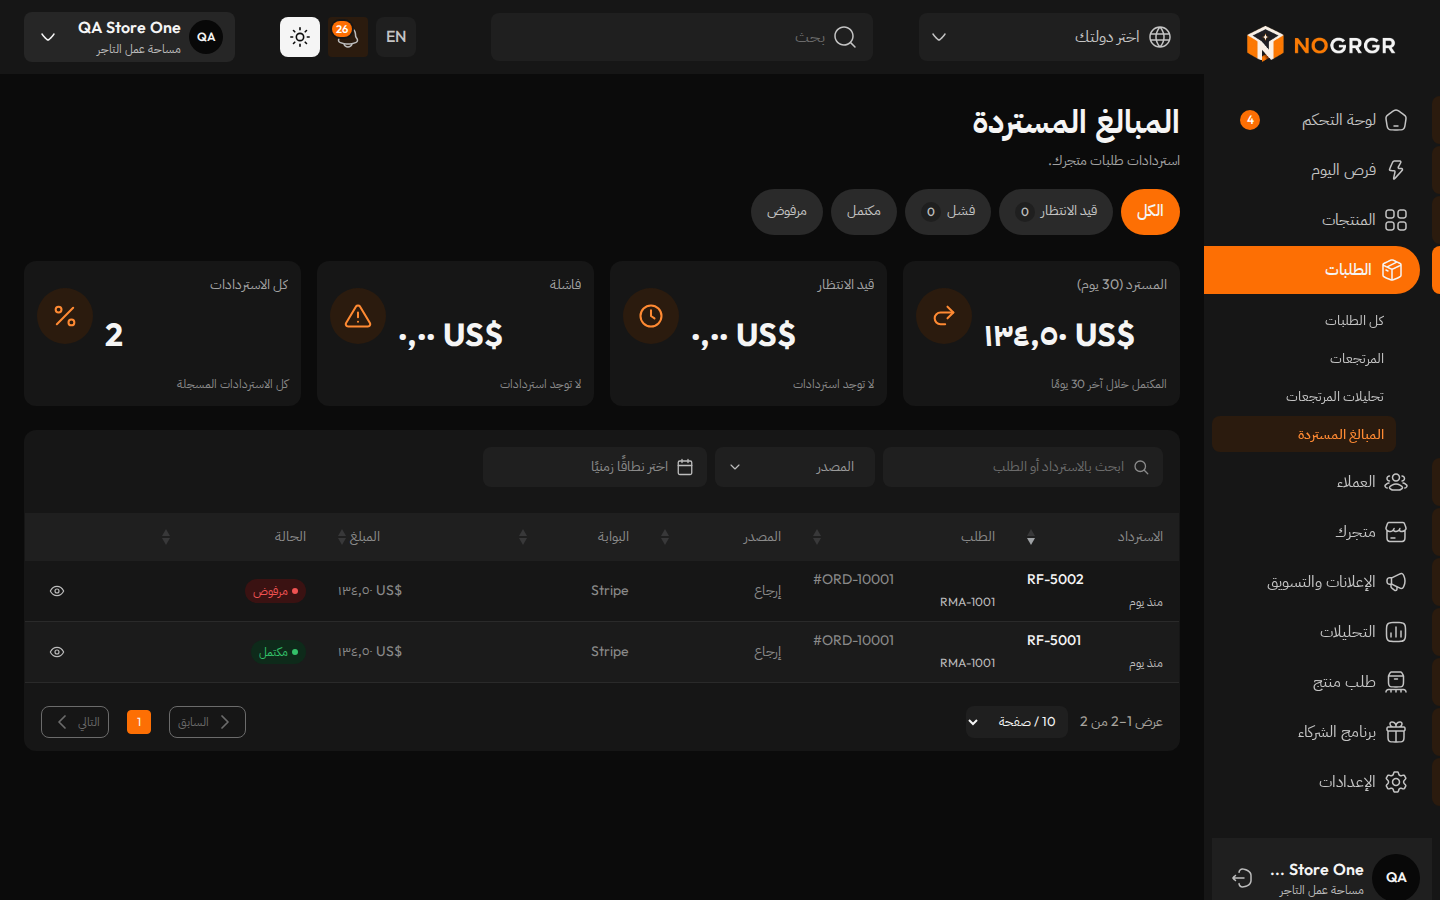 NOGRGR
لوحة التحكم 4
فرص اليوم
المنتجات
الطلبات
كل الطلبات
المرتجعات
تحليلات المرتجعات
المبالغ المستردة
العملاء
متجرك
الإعلانات والتسويق
التحليلات
طلب منتج
برنامج الشركاء
الإعدادات
QA
... Store One
مساحة عمل التاجر
اختر دولتك
بحث
EN
26
QA
QA Store One
مساحة عمل التاجر
المبالغ المستردة
استردادات طلبات متجرك.
الكل
قيد الانتظار 0
فشل 0
مكتمل
مرفوض
المسترد (30 يوم)
١٣٤,٥٠ US$
المكتمل خلال آخر 30 يومًا
قيد الانتظار
٠,٠٠ US$
لا توجد استردادات
فاشلة
٠,٠٠ US$
لا توجد استردادات
كل الاستردادات
2
كل الاستردادات المسجلة
ابحث بالاسترداد أو الطلب
المصدر
اختر نطاقًا زمنيًا
الاسترداد الطلب المصدر البوابة المبلغ الحالة
RF-5002 #ORD-10001 إرجاع Stripe ١٣٤,٥٠ US$ مرفوض
منذ يوم RMA-1001
RF-5001 #ORD-10001 إرجاع Stripe ١٣٤,٥٠ US$ مكتمل
منذ يوم RMA-1001
عرض 1–2 من 2
10 / صفحة
السابق
1
التالي